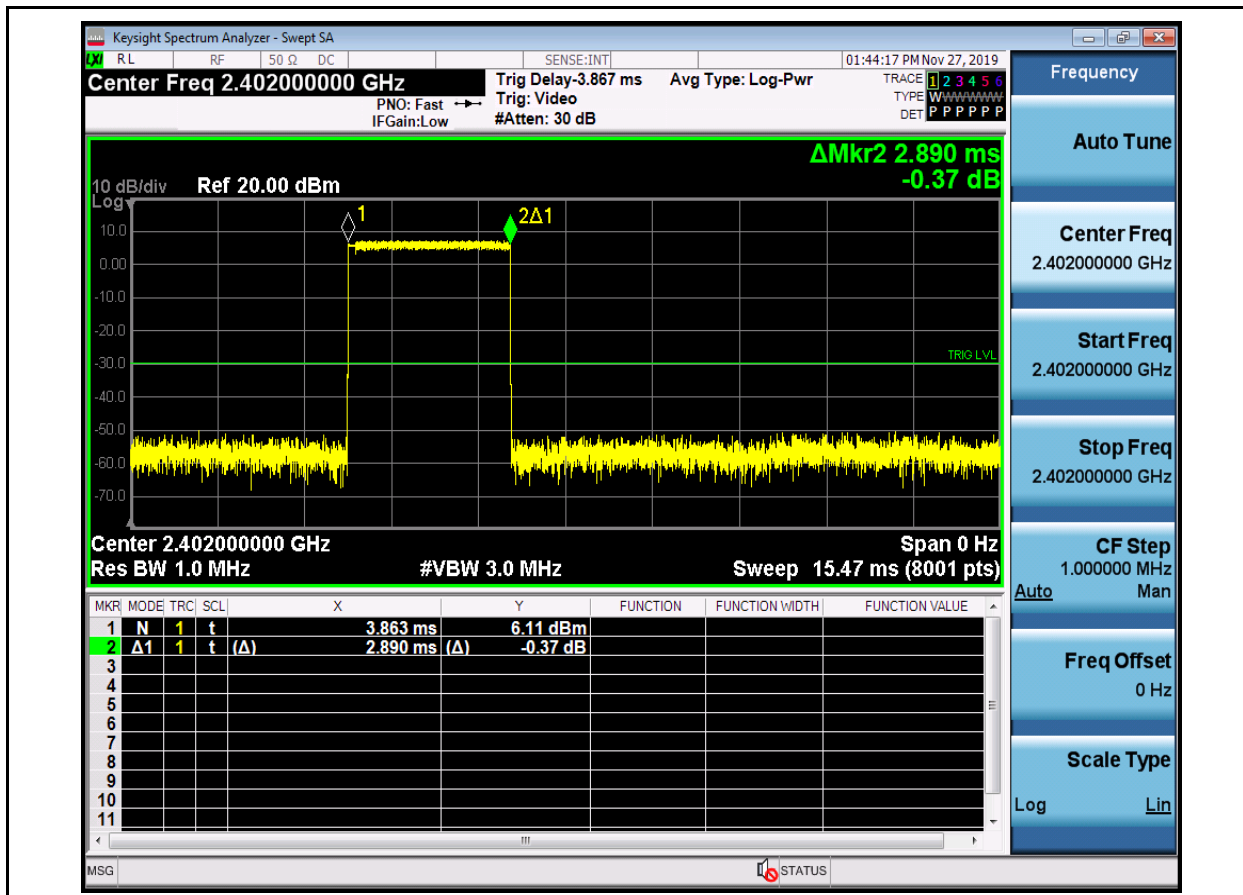 Keysight Spectrum Analyzer - Swept SA
LXI RL RF 50 Ω DC SENSE:INT 01:44:17 PM Nov 27, 2019
Center Freq 2.402000000 GHz
PNO: Fast
IFGain:Low
Trig Delay-3.867 ms
Trig: Video
#Atten: 30 dB
Avg Type: Log-Pwr
TRACE 1 2 3 4 5 6
TYPE WWWWWW
DET P P P P P P
ΔMkr2 2.890 ms
-0.37 dB
10 dB/div Ref 20.00 dBm
Log
1
2Δ1
10.0
0.00
-10.0
-20.0
-30.0
-40.0
-50.0
-60.0
-70.0
TRIG LVL
Center 2.402000000 GHz Span 0 Hz
Res BW 1.0 MHz #VBW 3.0 MHz Sweep 15.47 ms (8001 pts)
MKR MODE TRC SCL X Y FUNCTION FUNCTION WIDTH FUNCTION VALUE
1 N 1 t 3.863 ms 6.11 dBm
2 Δ1 1 t (Δ) 2.890 ms (Δ) -0.37 dB
3
4
5
6
7
8
9
10
11
MSG STATUS
Frequency
Auto Tune
Center Freq
2.402000000 GHz
Start Freq
2.402000000 GHz
Stop Freq
2.402000000 GHz
CF Step
1.000000 MHz
Auto Man
Freq Offset
0 Hz
Scale Type
Log Lin